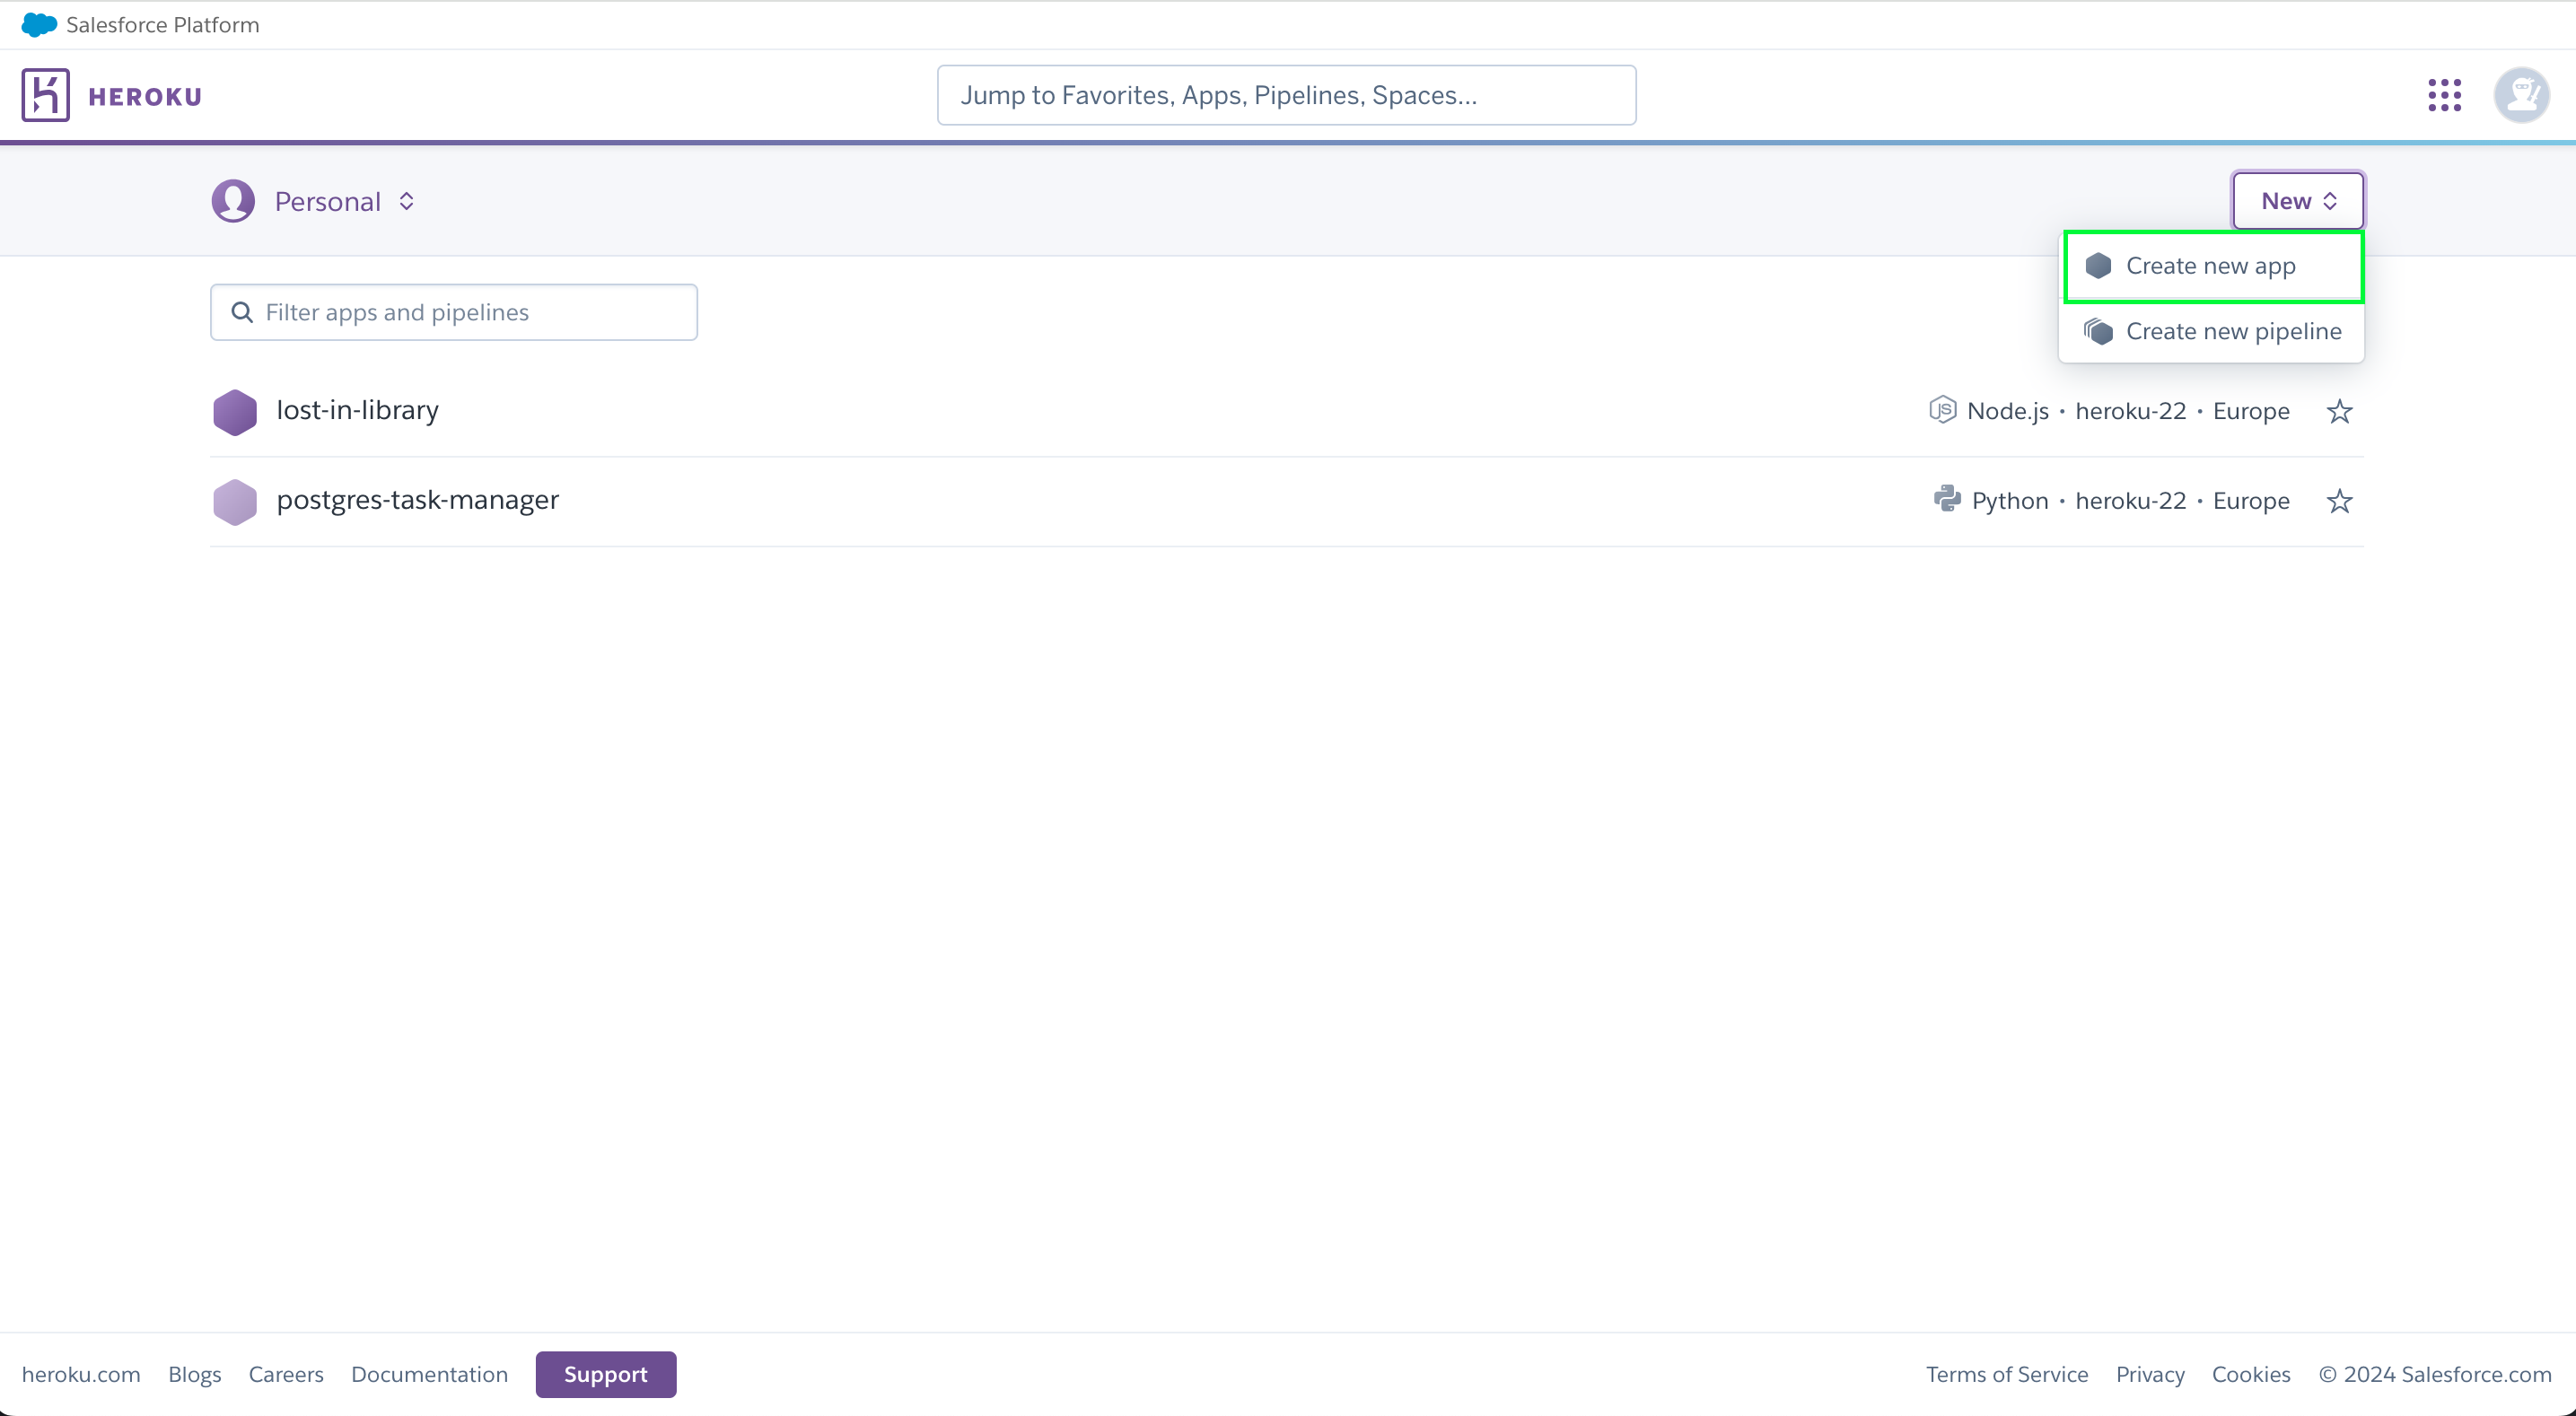 Salesforce Platform
HEROKU
Jump to Favorites, Apps, Pipelines, Spaces...
Personal
New
Create new app
Create new pipeline
Filter apps and pipelines
lost-in-library
JS Node.js • heroku-22 • Europe
postgres-task-manager
Python • heroku-22 • Europe
heroku.com Blogs Careers Documentation Support Terms of Service Privacy Cookies © 2024 Salesforce.com